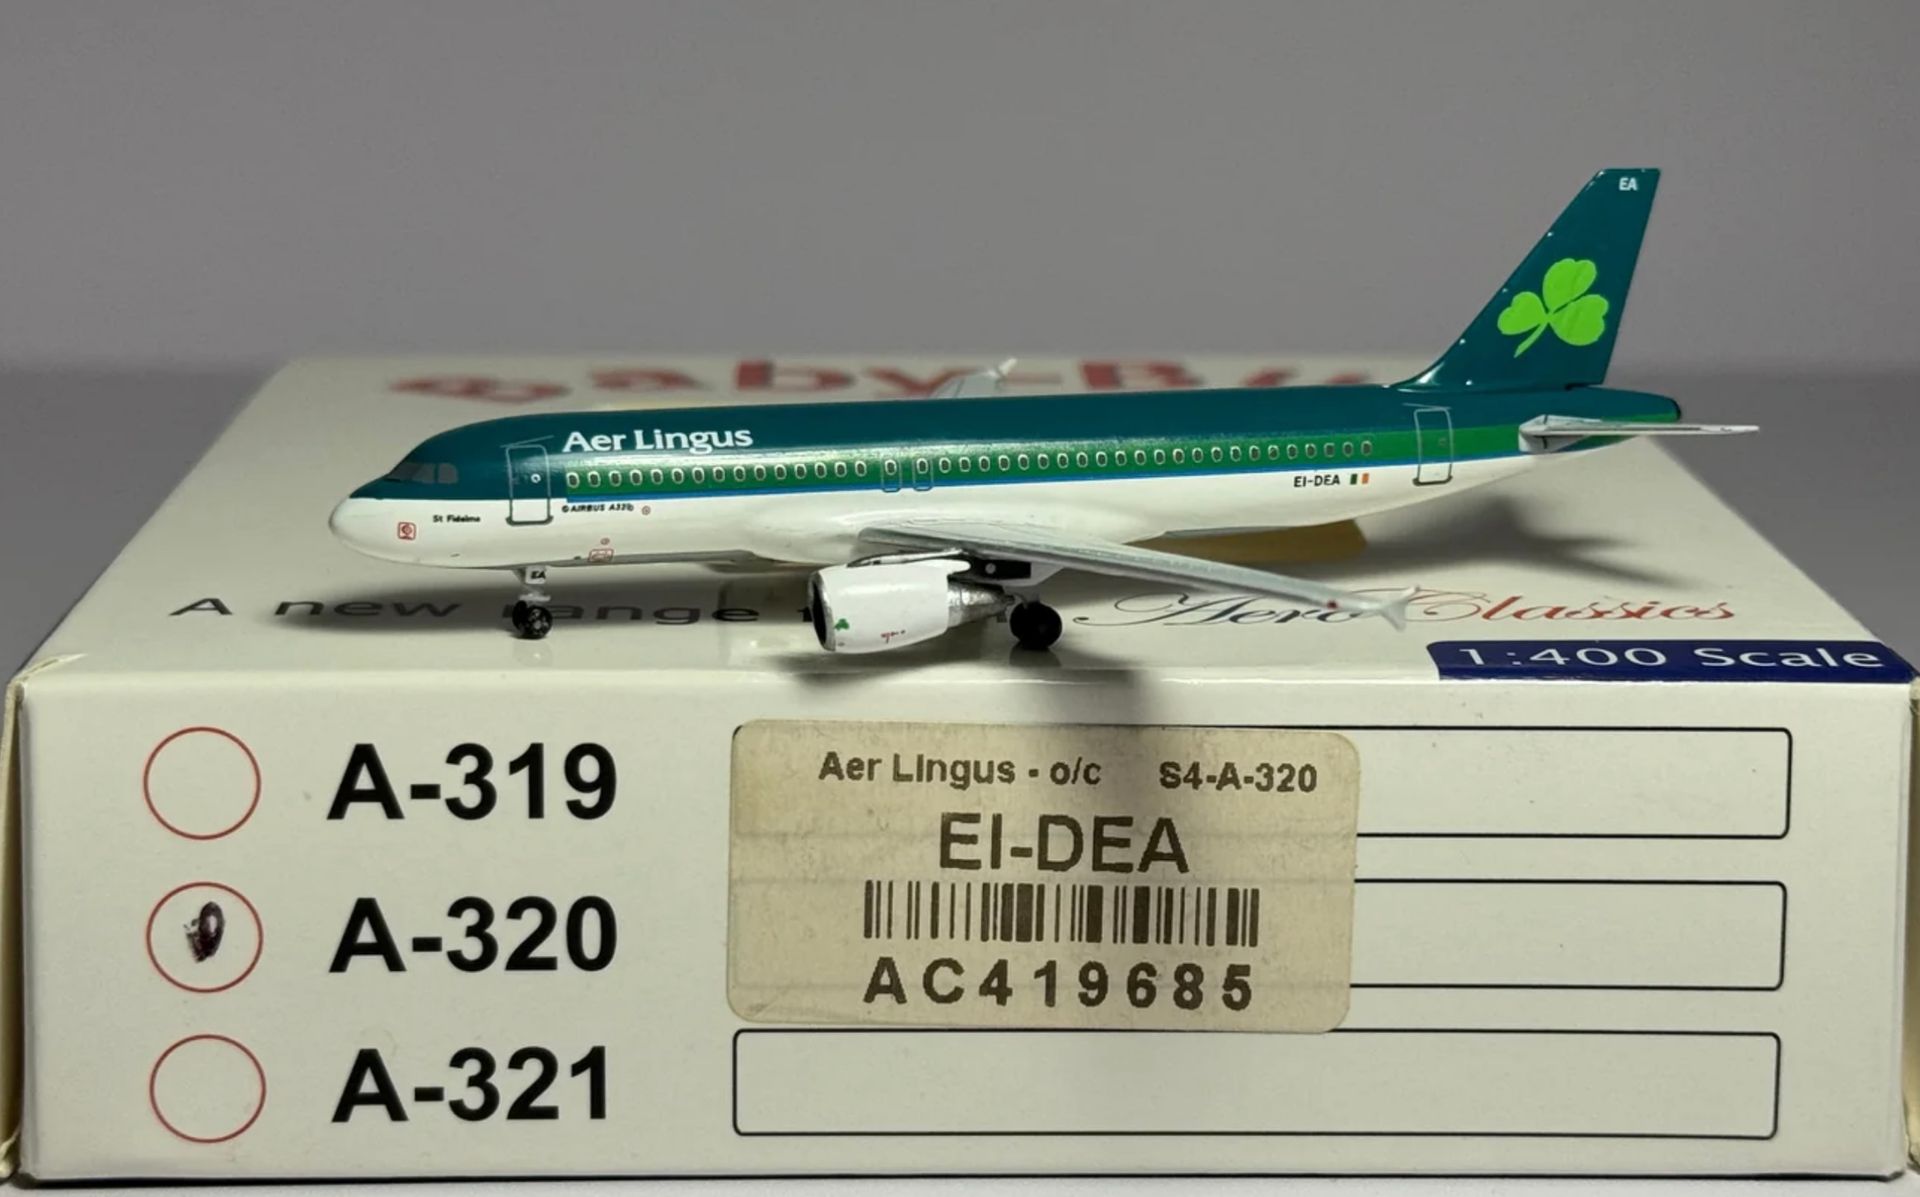 EA
Aer Lingus
EI-DEA
AIRBUS A320
St Fidelma
EA
A new range
Aero Classics
1:400 Scale
A-319
Aer Lingus - o/c S4-A-320
EI-DEA
A-320
AC419685
A-321